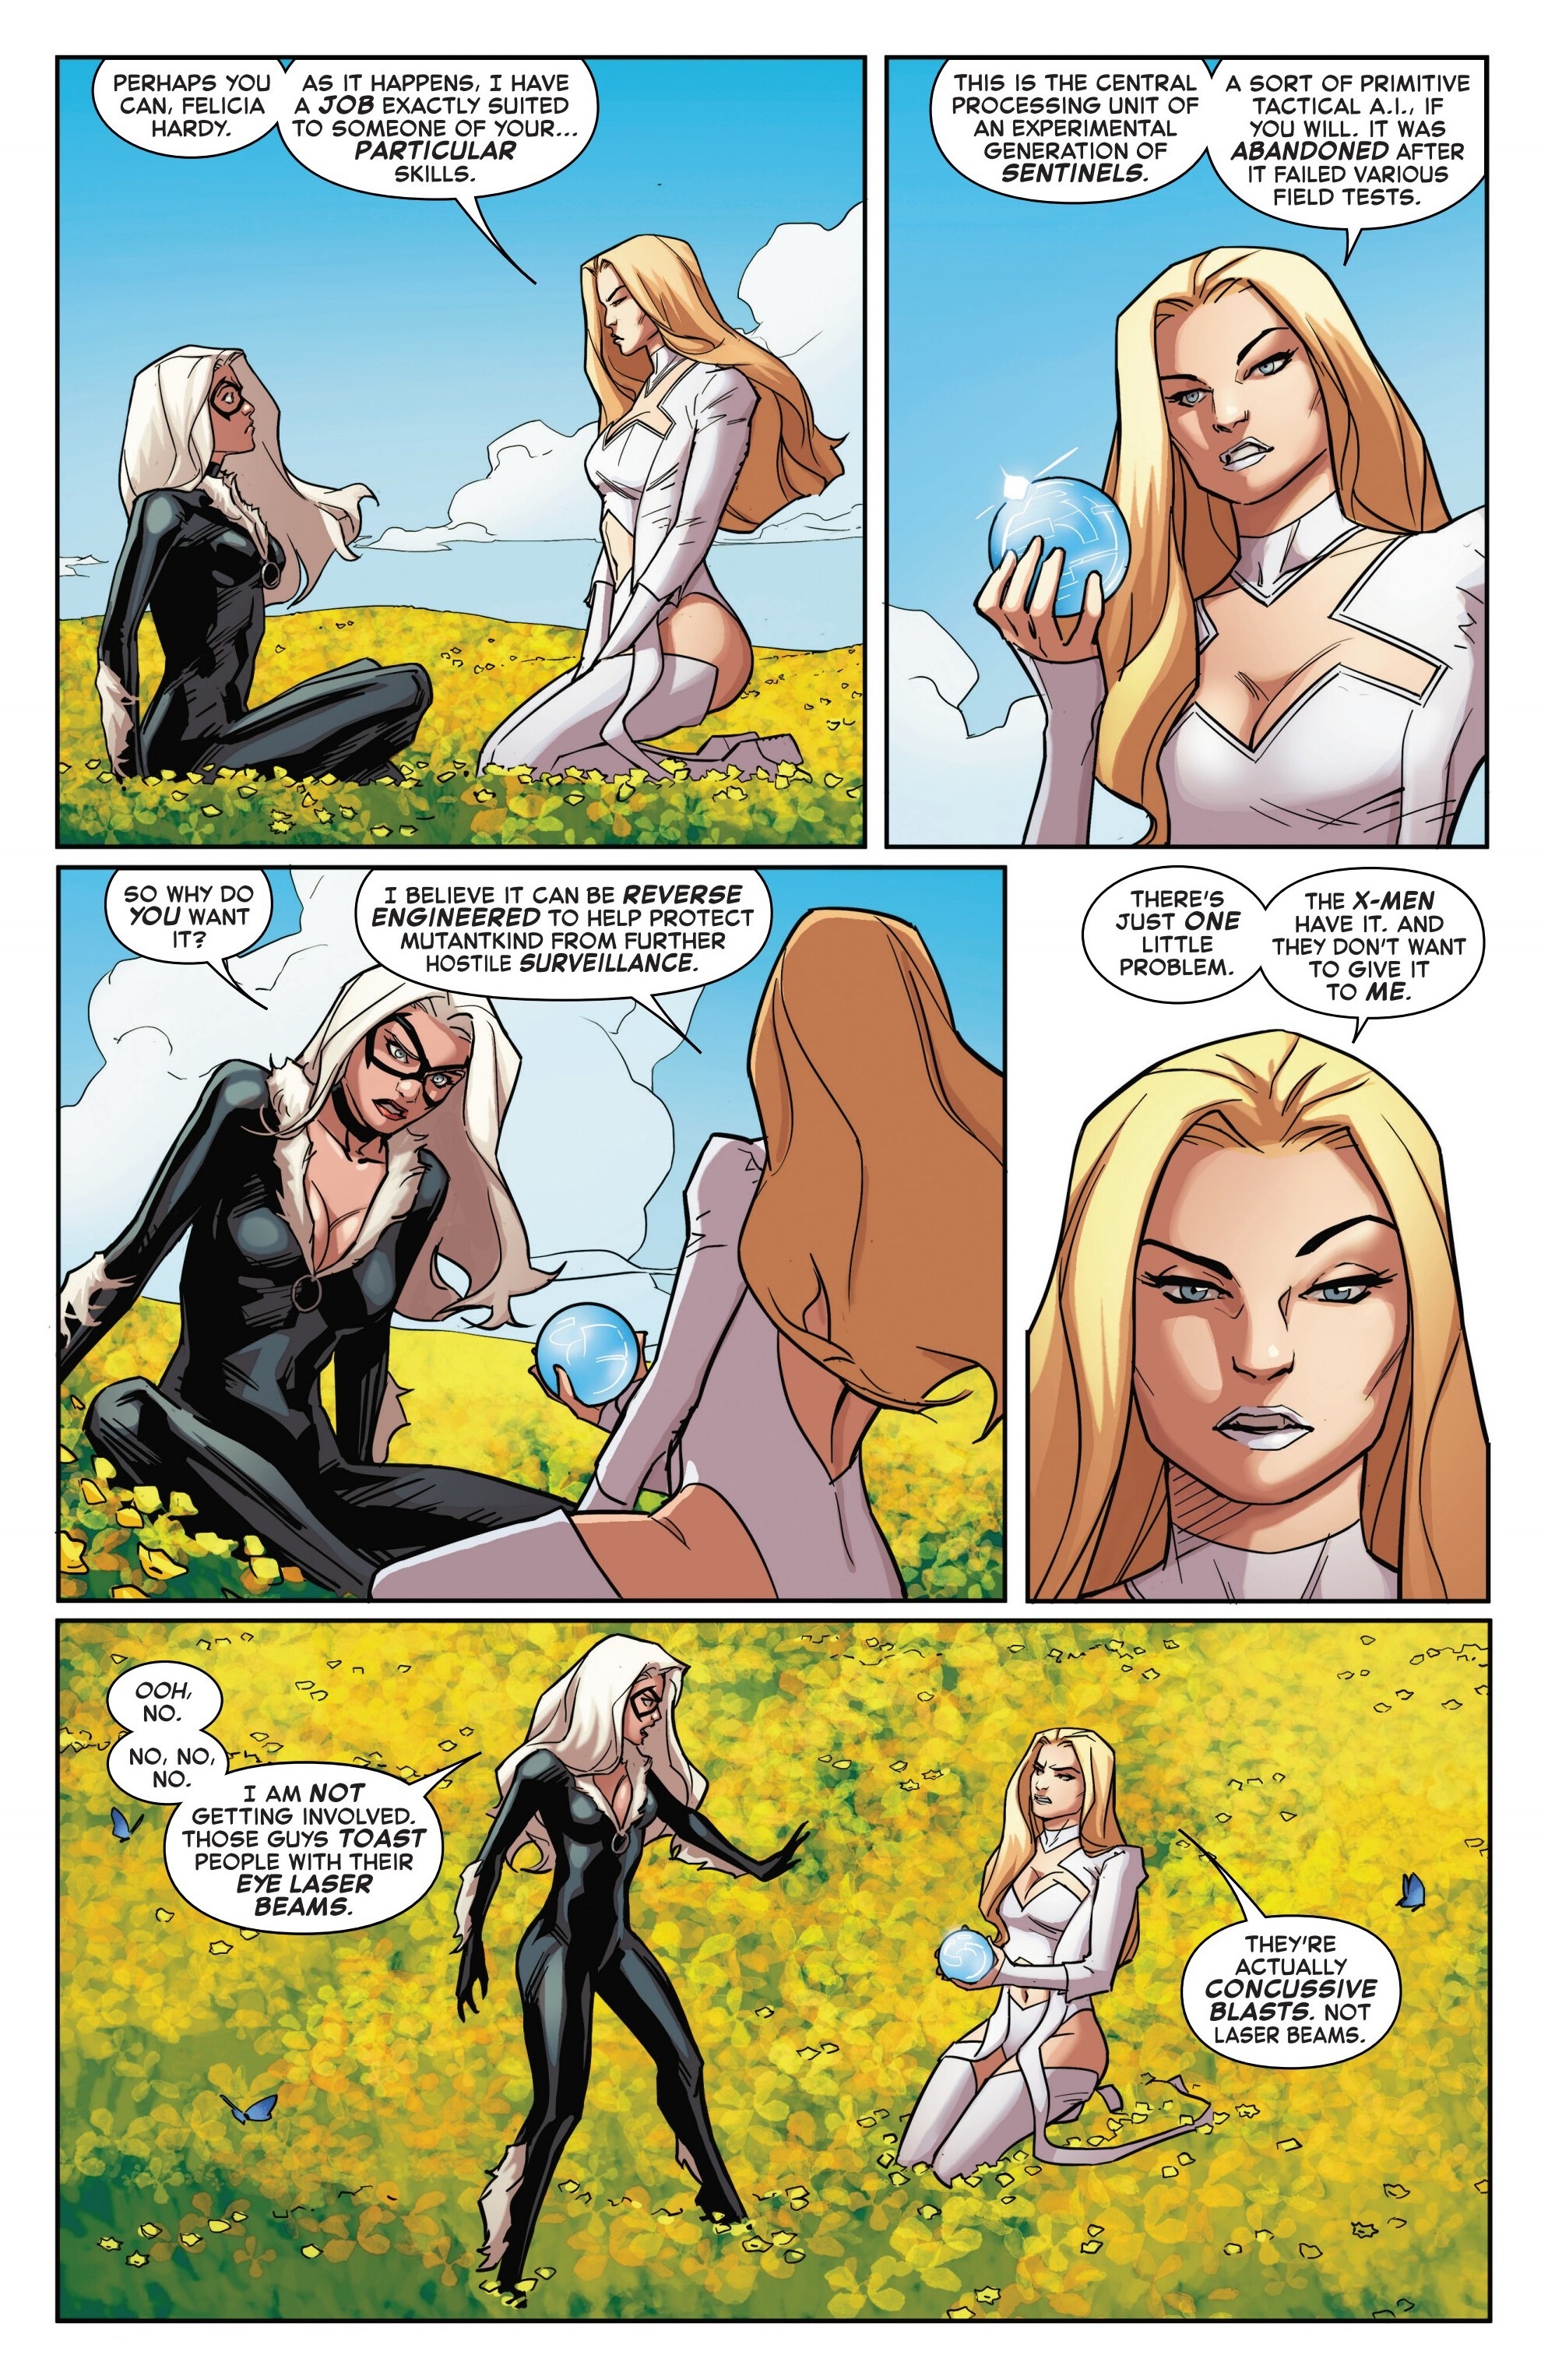 PERHAPS YOU
CAN, FELICIA
HARDY.
AS IT HAPPENS, I HAVE
A JOB EXACTLY SUITED
TO SOMEONE OF YOUR...
PARTICULAR
SKILLS.
THIS IS THE CENTRAL
PROCESSING UNIT OF
AN EXPERIMENTAL
GENERATION OF
SENTINELS.
A SORT OF PRIMITIVE
TACTICAL A.I., IF
YOU WILL. IT WAS
ABANDONED AFTER
IT FAILED VARIOUS
FIELD TESTS.
SO WHY DO
YOU WANT
IT?
I BELIEVE IT CAN BE REVERSE
ENGINEERED TO HELP PROTECT
MUTANTKIND FROM FURTHER
HOSTILE SURVEILLANCE.
THERE'S
JUST ONE
LITTLE
PROBLEM.
THE X-MEN
HAVE IT. AND
THEY DON'T WANT
TO GIVE IT
TO ME.
OOH,
NO.
NO, NO,
NO.
I AM NOT
GETTING INVOLVED.
THOSE GUYS TOAST
PEOPLE WITH THEIR
EYE LASER
BEAMS.
THEY'RE
ACTUALLY
CONCUSSIVE
BLASTS. NOT
LASER BEAMS.